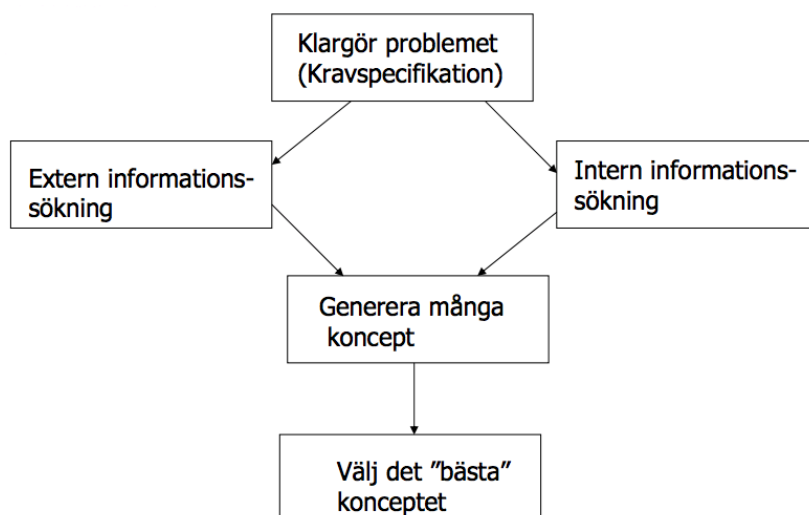 Klargör problemet
(Kravspecifikation)
Extern informations-
sökning
Intern informations-
sökning
Generera många
koncept
Välj det ”bästa”
konceptet